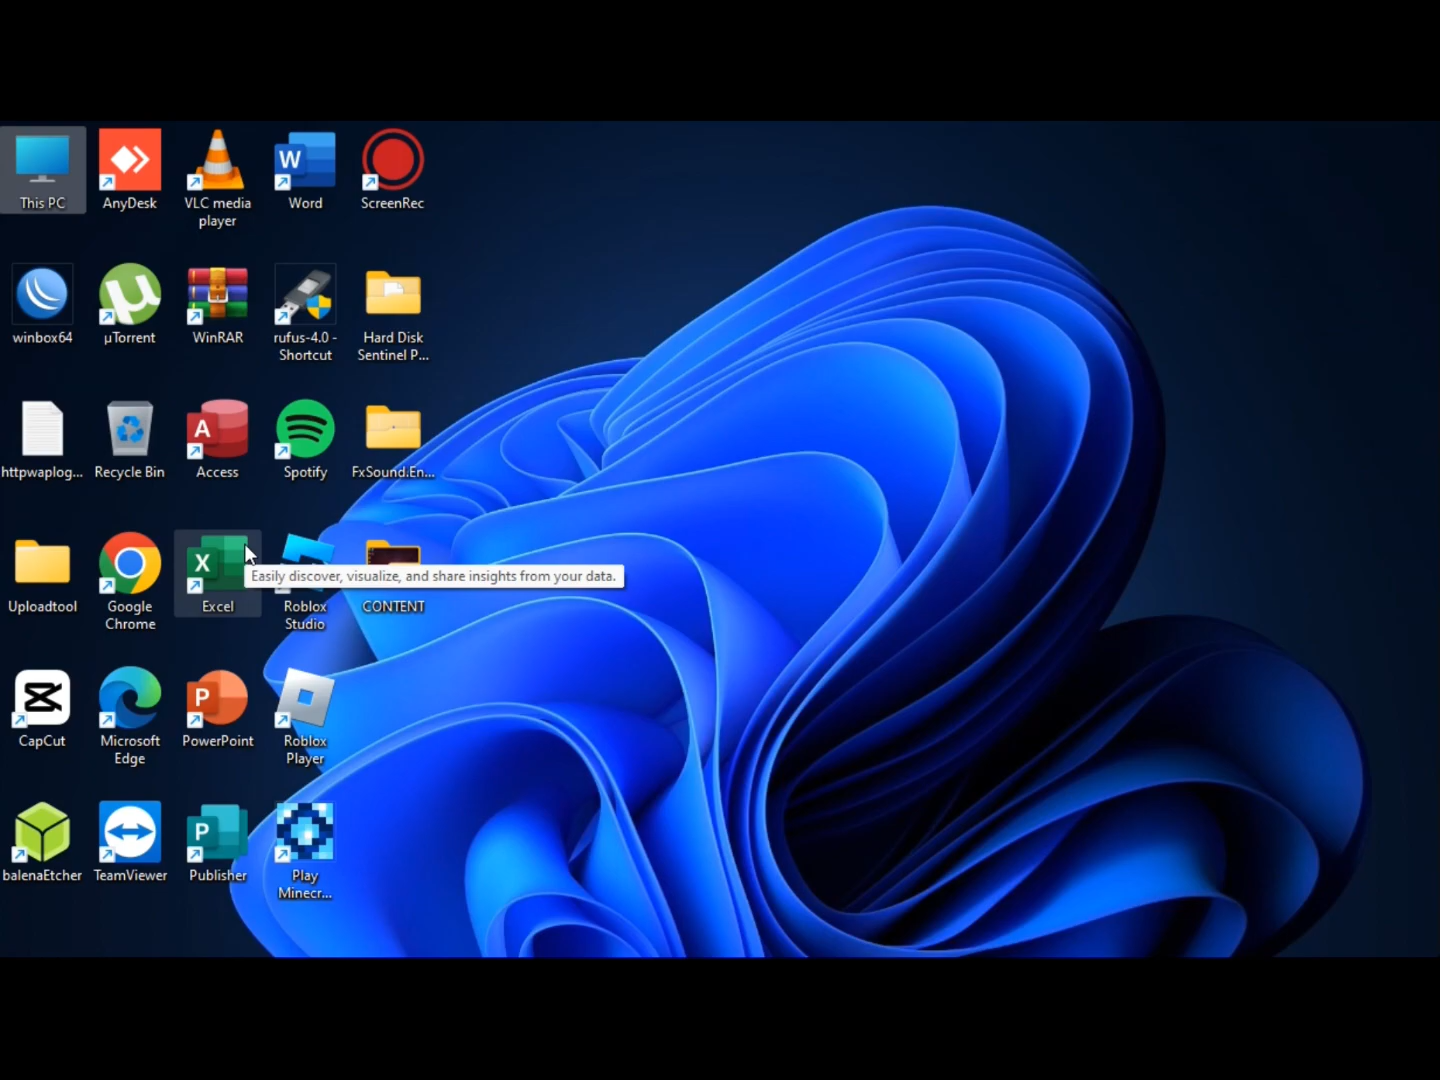 This PC
AnyDesk
VLC media
player
Word
ScreenRec
winbox64
µTorrent
WinRAR
rufus-4.0 -
Shortcut
Hard Disk
Sentinel P...
httpwaplog...
Recycle Bin
Access
Spotify
FxSound.En...
Easily discover, visualize, and share insights from your data.
Uploadtool
Google
Chrome
Excel
Roblox
Studio
CONTENT
CapCut
Microsoft
Edge
PowerPoint
Roblox
Player
balenaEtcher
TeamViewer
Publisher
Play
Minecr...